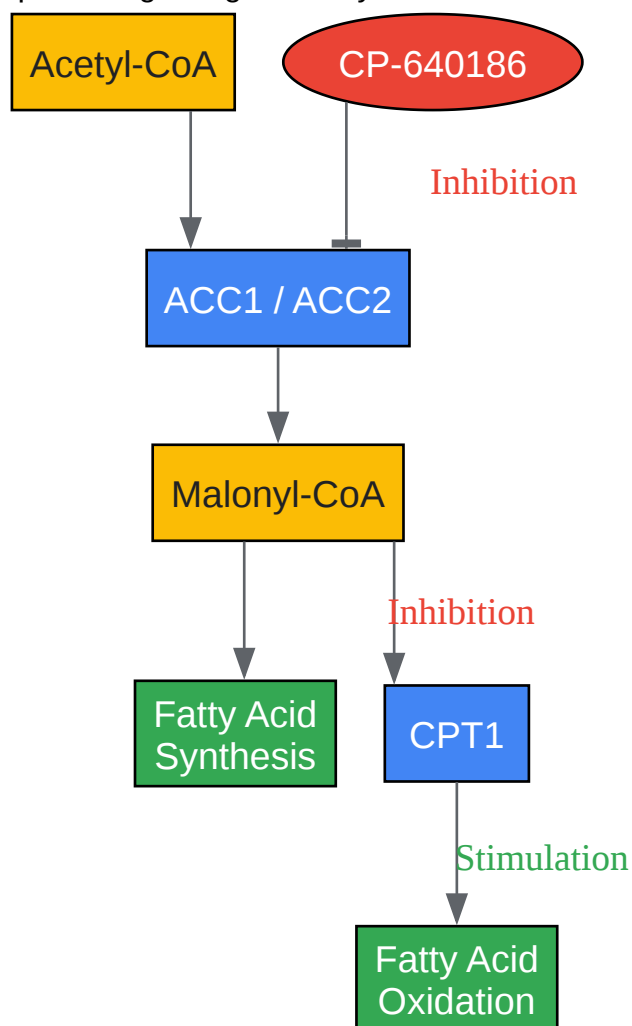 Acetyl-CoA
CP-640186
Inhibition
ACC1 / ACC2
Malonyl-CoA
Inhibition
Fatty Acid
Synthesis
CPT1
Stimulation
Fatty Acid
Oxidation